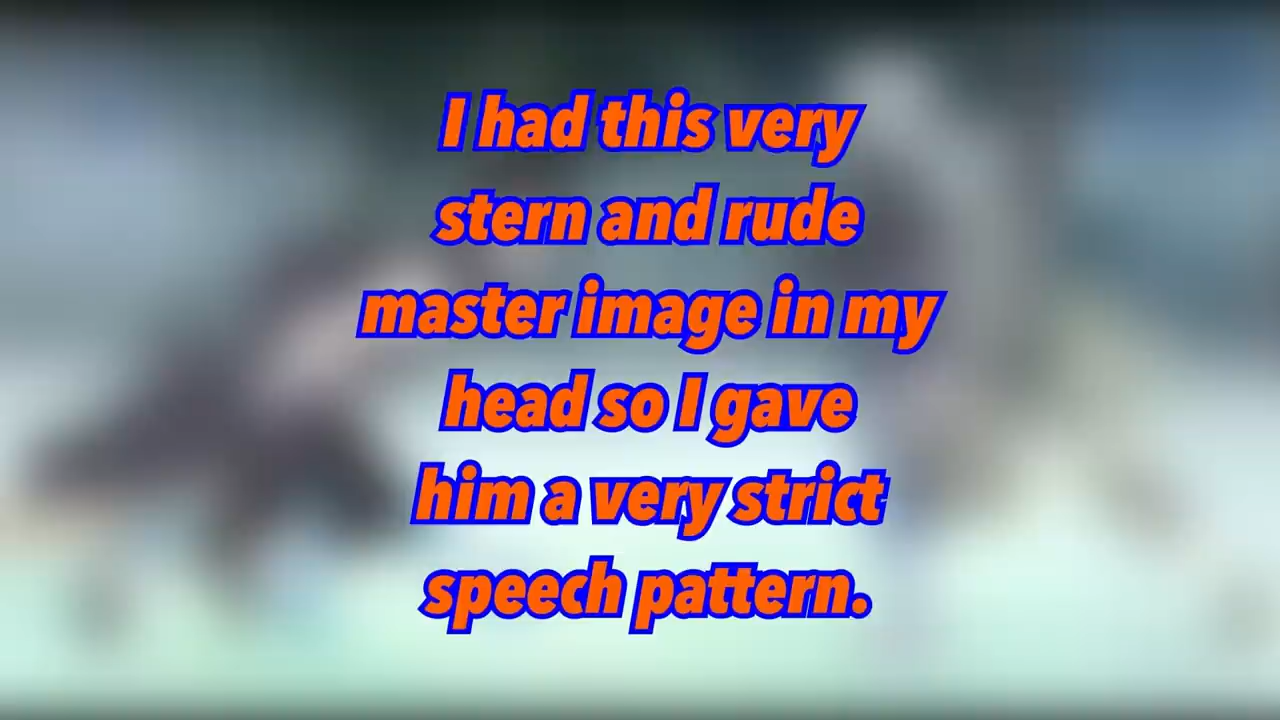 I had this very
stern and rude
master image in my
head so I gave
him a very strict
speech pattern.